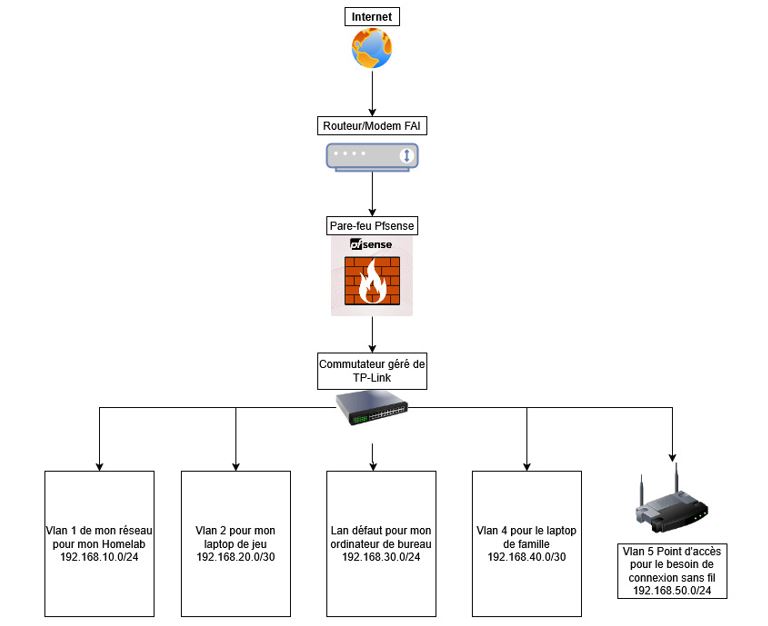 Internet
Routeur/Modem FAI
Pare-feu Pfsense
pfsense
Commutateur géré de
TP-Link
Vlan 1 de mon réseau
pour mon Homelab
192.168.10.0/24
Vlan 2 pour mon
laptop de jeu
192.168.20.0/30
Lan défaut pour mon
ordinateur de bureau
192.168.30.0/24
Vlan 4 pour le laptop
de famille
192.168.40.0/30
Vlan 5 Point d'accès
pour le besoin de
connexion sans fil
192.168.50.0/24